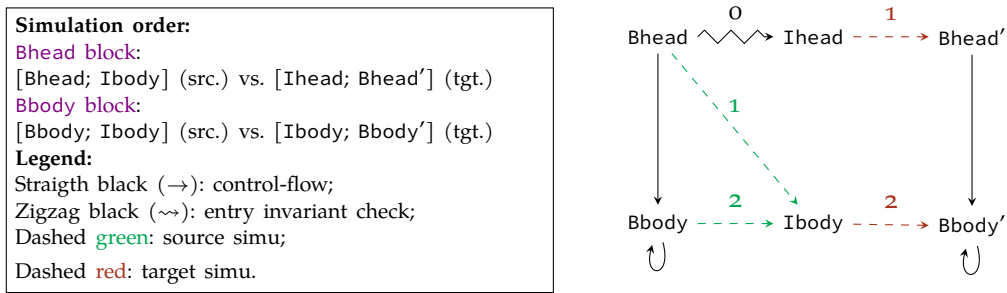 Simulation order:
Bhead block:
[Bhead; Ibody] (src.) vs. [Ihead; Bhead′] (tgt.)
Bbody block:
[Bbody; Ibody] (src.) vs. [Ibody; Bbody′] (tgt.)
Legend:
Straigth black (→): control-flow;
Zigzag black (⇝): entry invariant check;
Dashed green: source simu;
Dashed red: target simu.
0 1
Bhead Ihead Bhead′
1
2 2
Bbody Ibody Bbody′